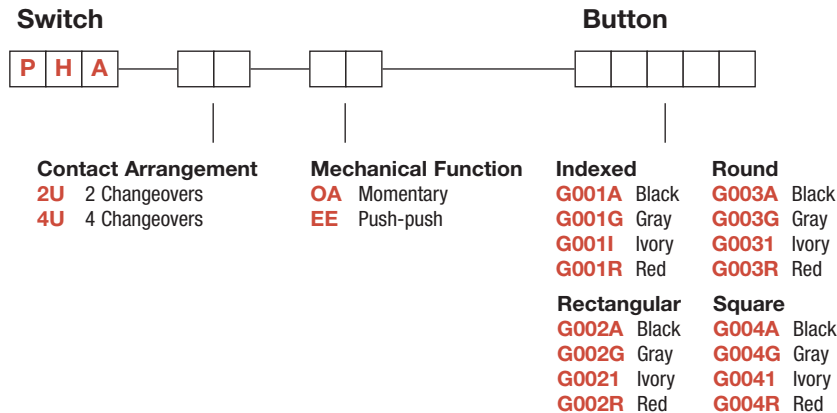 Switch
Button
P H A
Contact Arrangement
2U 2 Changeovers
4U 4 Changeovers
Mechanical Function
OA Momentary
EE Push-push
Indexed
G001A Black
G001G Gray
G001I Ivory
G001R Red
Round
G003A Black
G003G Gray
G0031 Ivory
G003R Red
Rectangular
G002A Black
G002G Gray
G0021 Ivory
G002R Red
Square
G004A Black
G004G Gray
G0041 Ivory
G004R Red